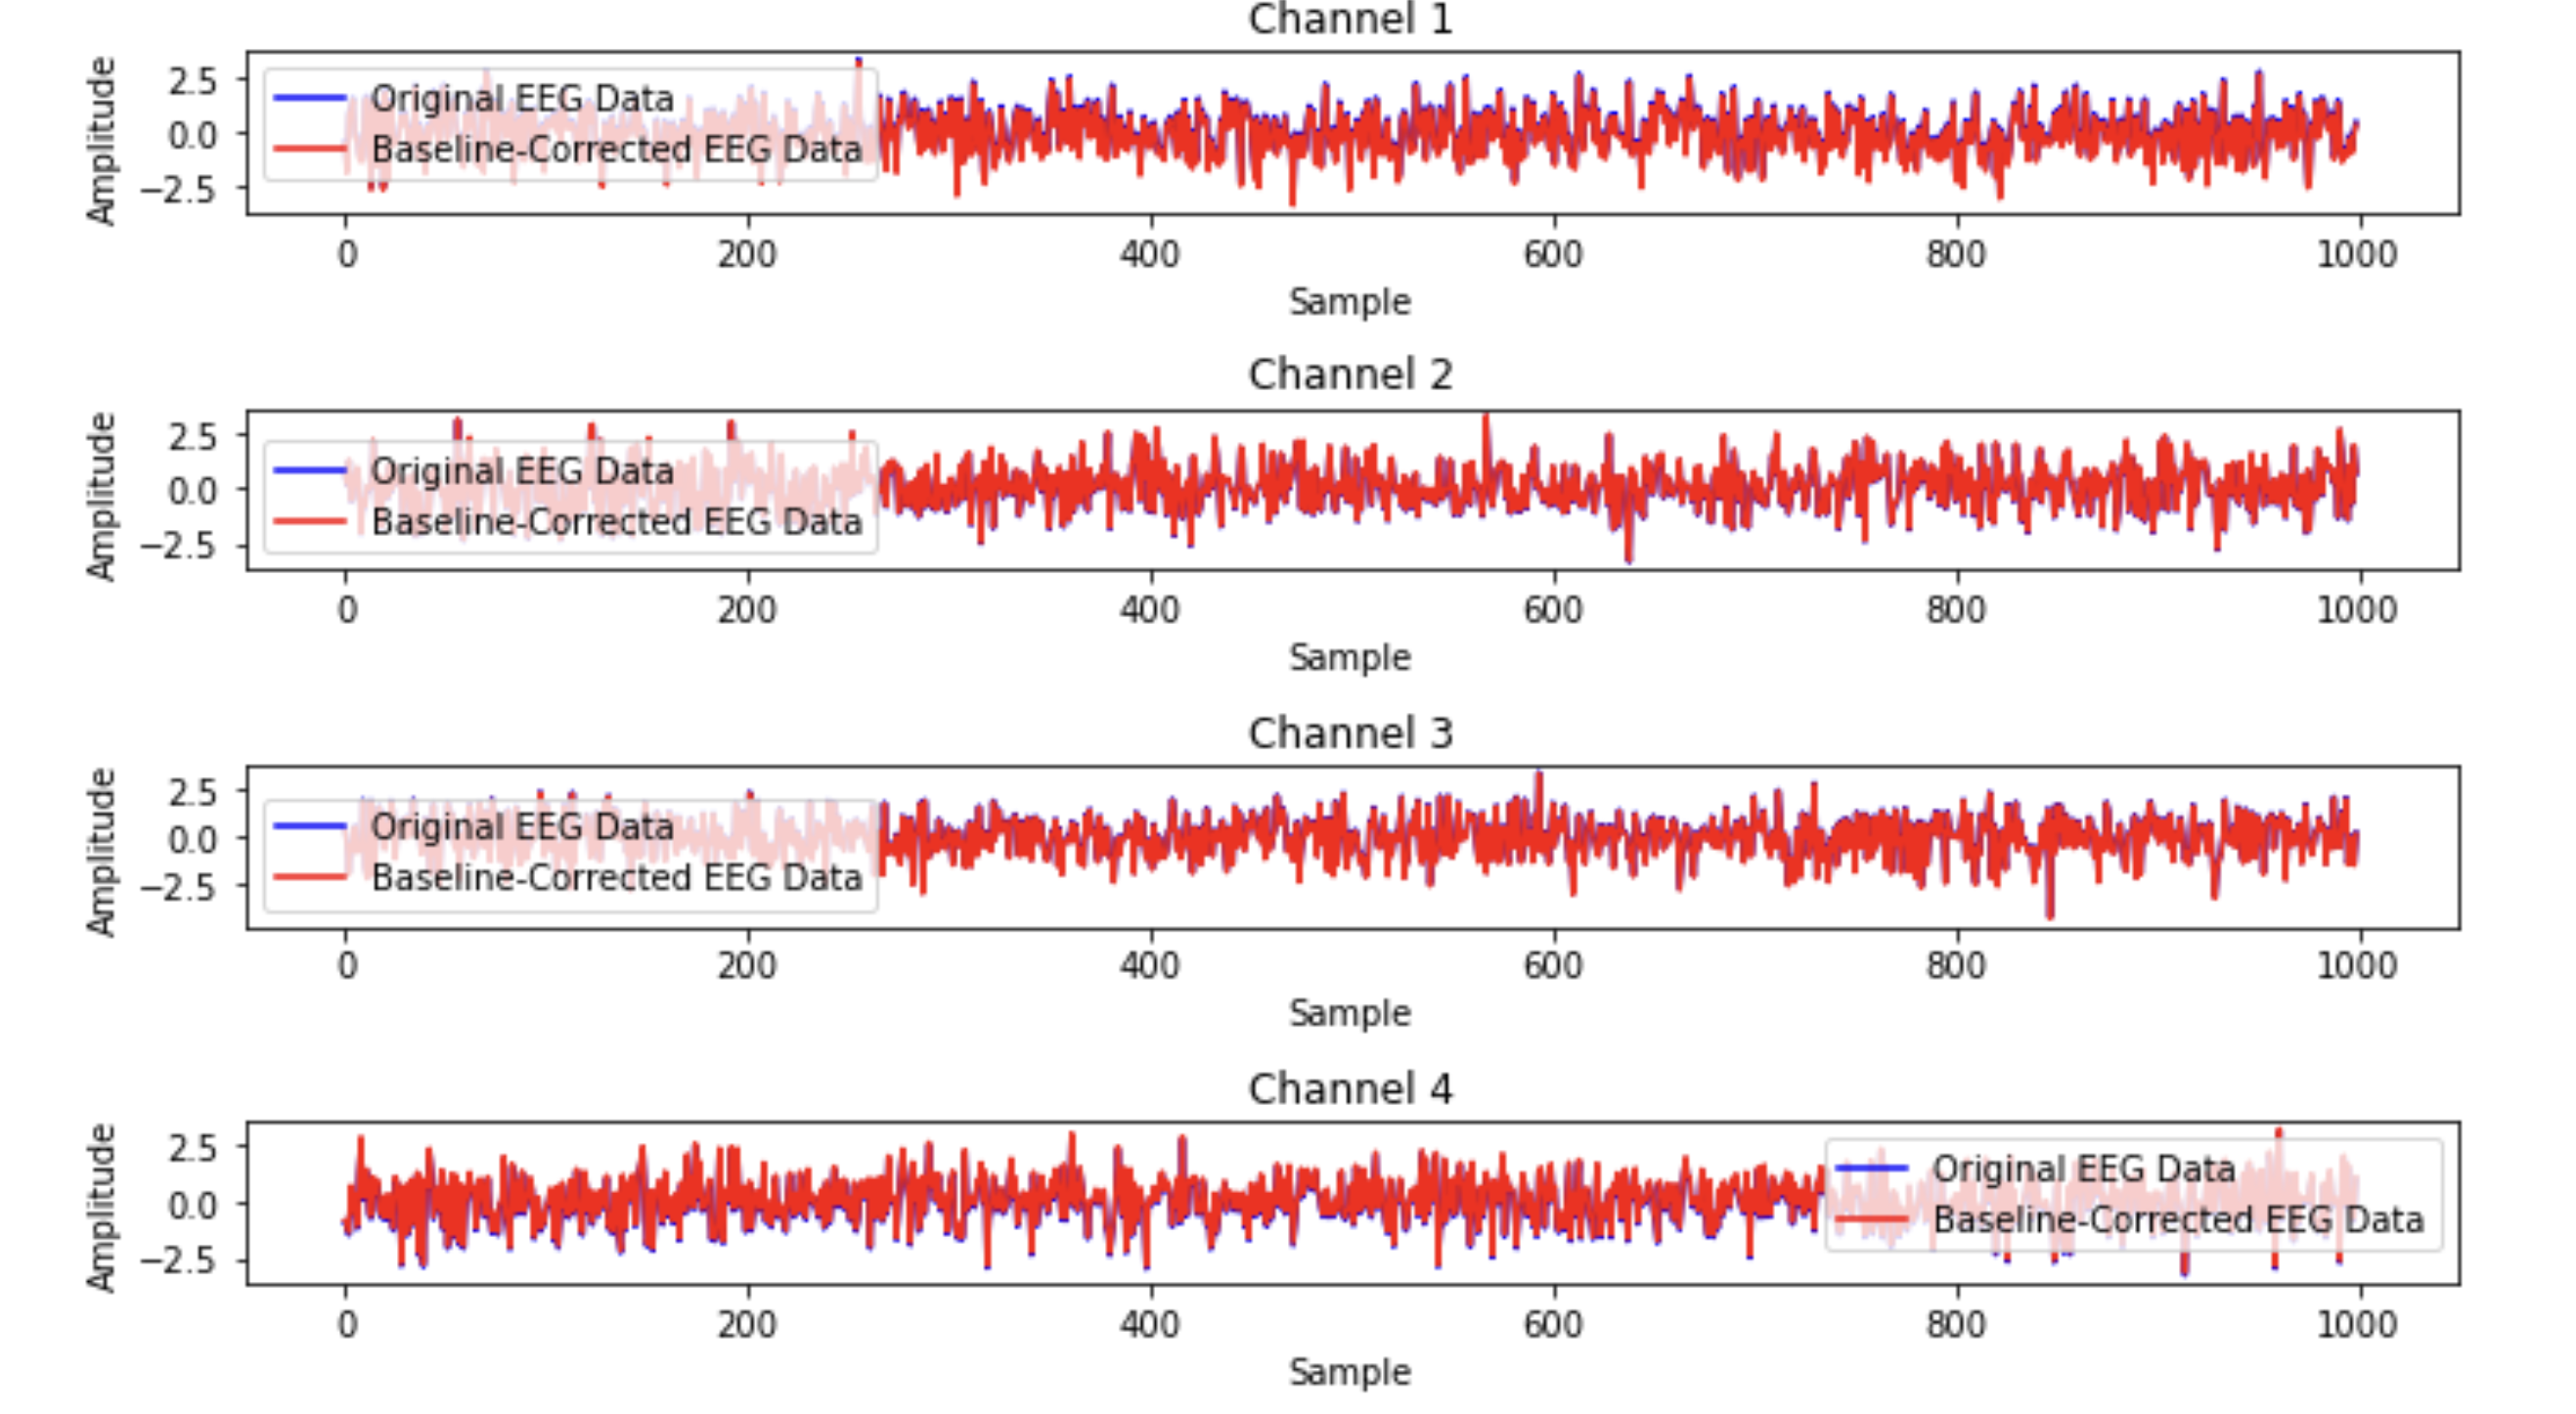 Channel 1
Amplitude
2.5
0.0
−2.5
Original EEG Data
Baseline-Corrected EEG Data
0 200 400 600 800 1000
Sample
Channel 2
Amplitude
2.5
0.0
−2.5
Original EEG Data
Baseline-Corrected EEG Data
0 200 400 600 800 1000
Sample
Channel 3
Amplitude
2.5
0.0
−2.5
Original EEG Data
Baseline-Corrected EEG Data
0 200 400 600 800 1000
Sample
Channel 4
Amplitude
2.5
0.0
−2.5
Original EEG Data
Baseline-Corrected EEG Data
0 200 400 600 800 1000
Sample